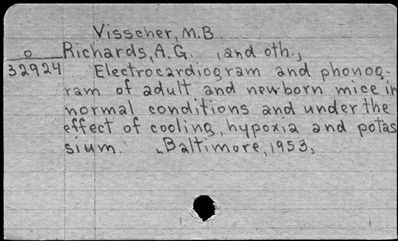 Visscher, M.B.
O Richards, A.G., and oth.,
32924 Electrocardiogram and phonog-
ram of adult and new-born mice in
normal conditions and under the
effect of cooling, hypoxia and potas
sium. Baltimore, 1953,